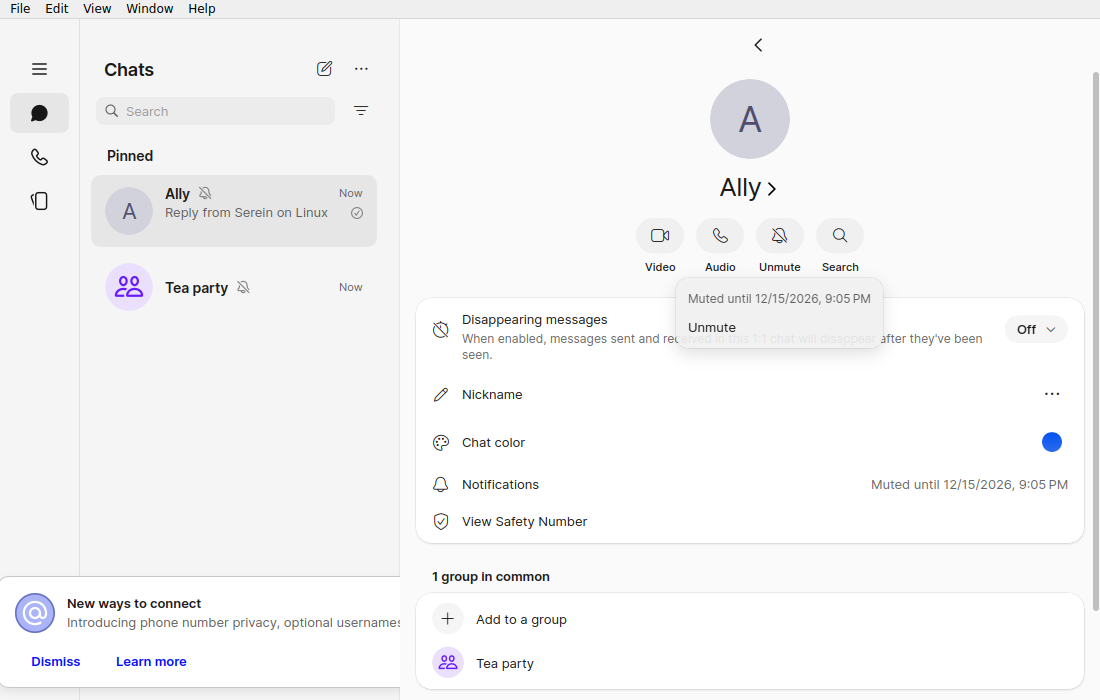 File Edit View Window Help
Chats
Search
Pinned
A
Ally
Now
Reply from Serein on Linux
Tea party
Now
New ways to connect
Introducing phone number privacy, optional usernames
Dismiss Learn more
A
Ally
Video Audio Unmute Search
Muted until 12/15/2026, 9:05 PM
Unmute
Disappearing messages
When enabled, messages sent and received in this 1:1 chat will disappear after they've been
seen.
Off
Nickname
Chat color
Notifications
Muted until 12/15/2026, 9:05 PM
View Safety Number
1 group in common
Add to a group
Tea party